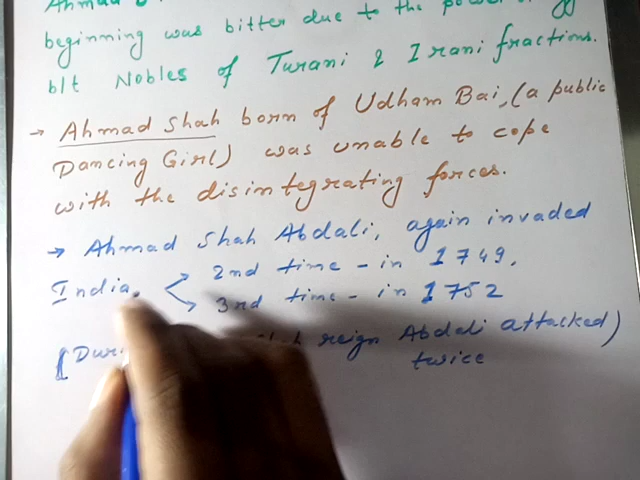 beginning was bitter due to the power
b/t Nobles of Turani & Irani fractions.
→ Ahmad Shah born of Udham Bai, (a public
Dancing Girl) was unable to cope
with the disintegrating forces.
→ Ahmad Shah Abdali, again invaded
India. 2nd time - in 1749,
3rd time - in 1752
reign Abdali attacked)
twice